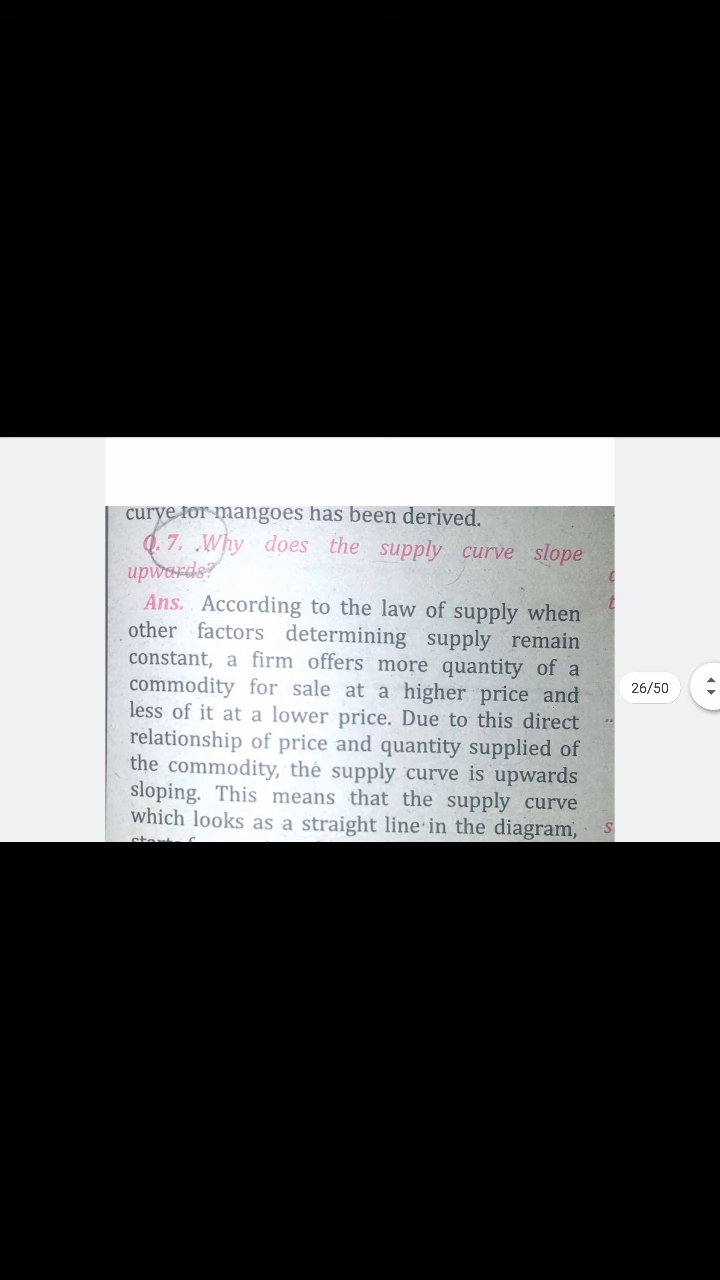 curve for mangoes has been derived.
Q. 7. Why does the supply curve slope
upwards?
Ans. According to the law of supply when
other factors determining supply remain
constant, a firm offers more quantity of a
commodity for sale at a higher price and
less of it at a lower price. Due to this direct
relationship of price and quantity supplied of
the commodity, the supply curve is upwards
sloping. This means that the supply curve
which looks as a straight line in the diagram,
26/50